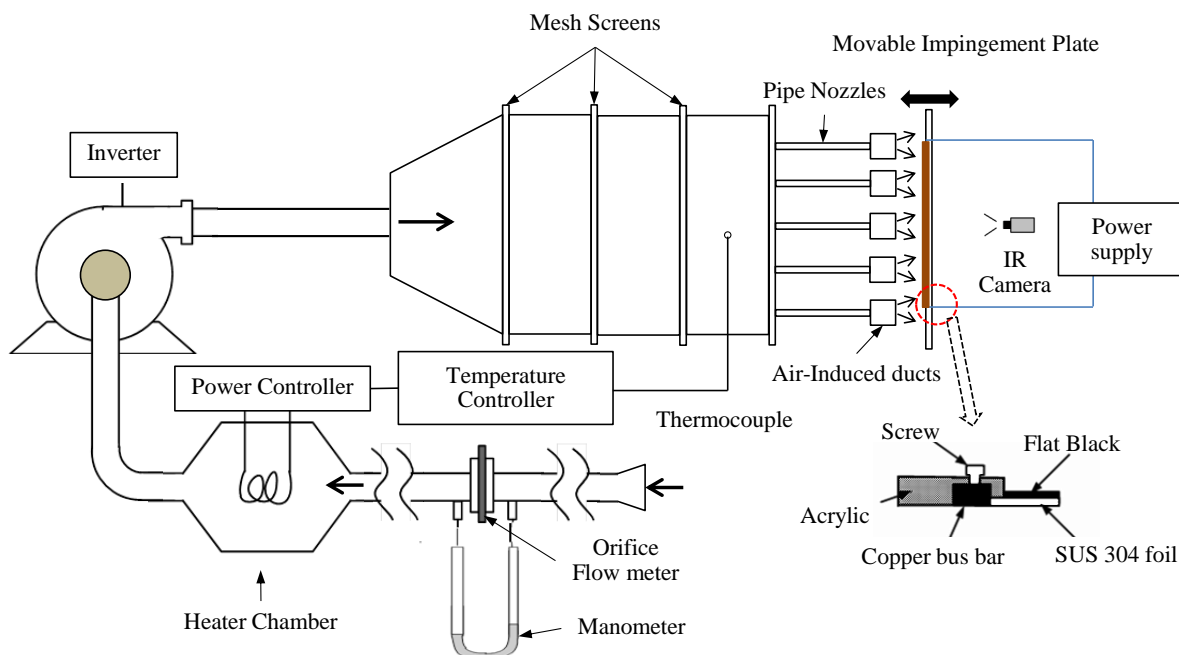 Mesh Screens
Movable Impingement Plate
Pipe Nozzles
Inverter
Power
supply
IR
Camera
Air-Induced ducts
Power Controller
Temperature
Controller
Thermocouple
Screw
Flat Black
Acrylic
Copper bus bar
SUS 304 foil
Orifice
Flow meter
Heater Chamber
Manometer